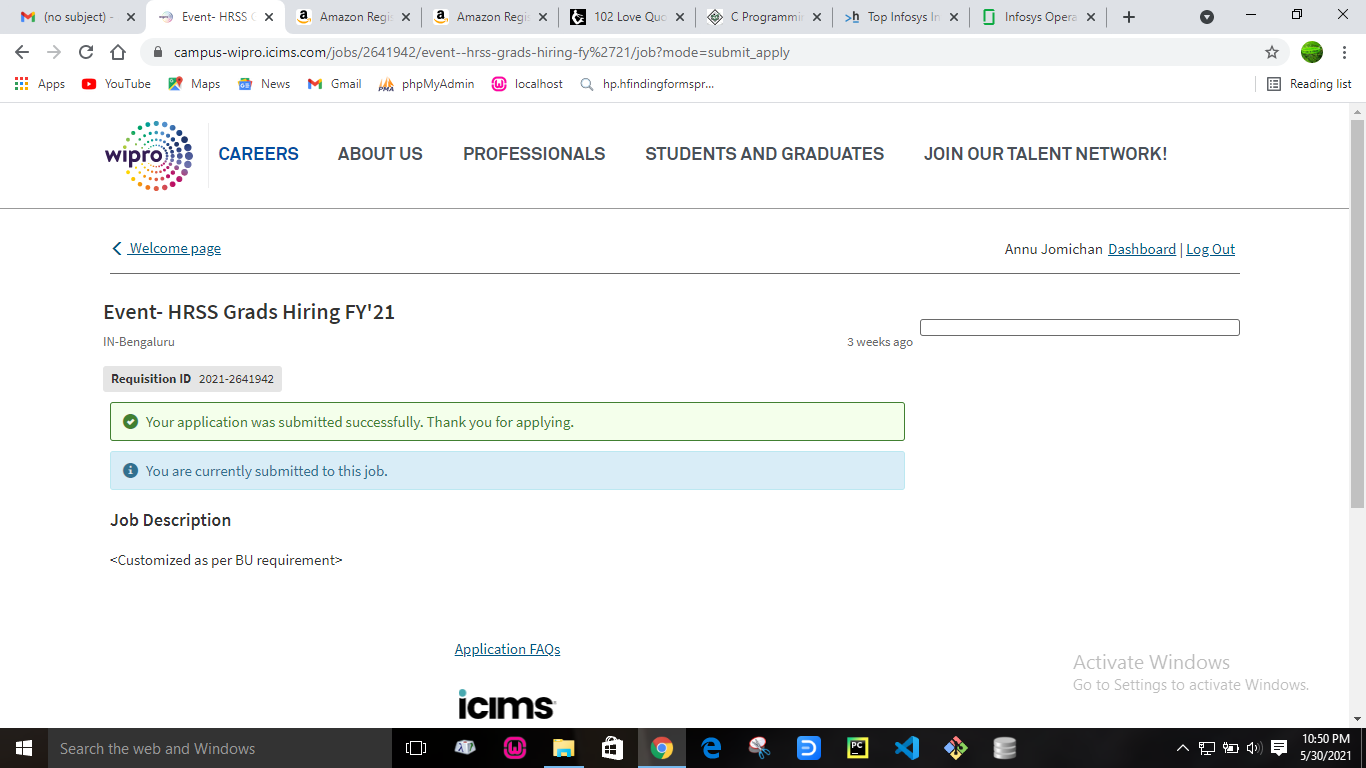 (no subject) -
Event- HRSS G
Amazon Regis
Amazon Regis
102 Love Quo
C Programmin
Top Infosys In
Infosys Opera
campus-wipro.icims.com/jobs/2641942/event--hrss-grads-hiring-fy%2721/job?mode=submit_apply
Apps YouTube Maps News Gmail phpMyAdmin localhost hp.hfindingformspr... Reading list
wipro CAREERS ABOUT US PROFESSIONALS STUDENTS AND GRADUATES JOIN OUR TALENT NETWORK!
Welcome page
Annu Jomichan Dashboard | Log Out
Event- HRSS Grads Hiring FY'21
IN-Bengaluru 3 weeks ago
Requisition ID 2021-2641942
Your application was submitted successfully. Thank you for applying.
You are currently submitted to this job.
Job Description
<Customized as per BU requirement>
Application FAQs
icims
Activate Windows
Go to Settings to activate Windows.
Search the web and Windows
10:50 PM
5/30/2021